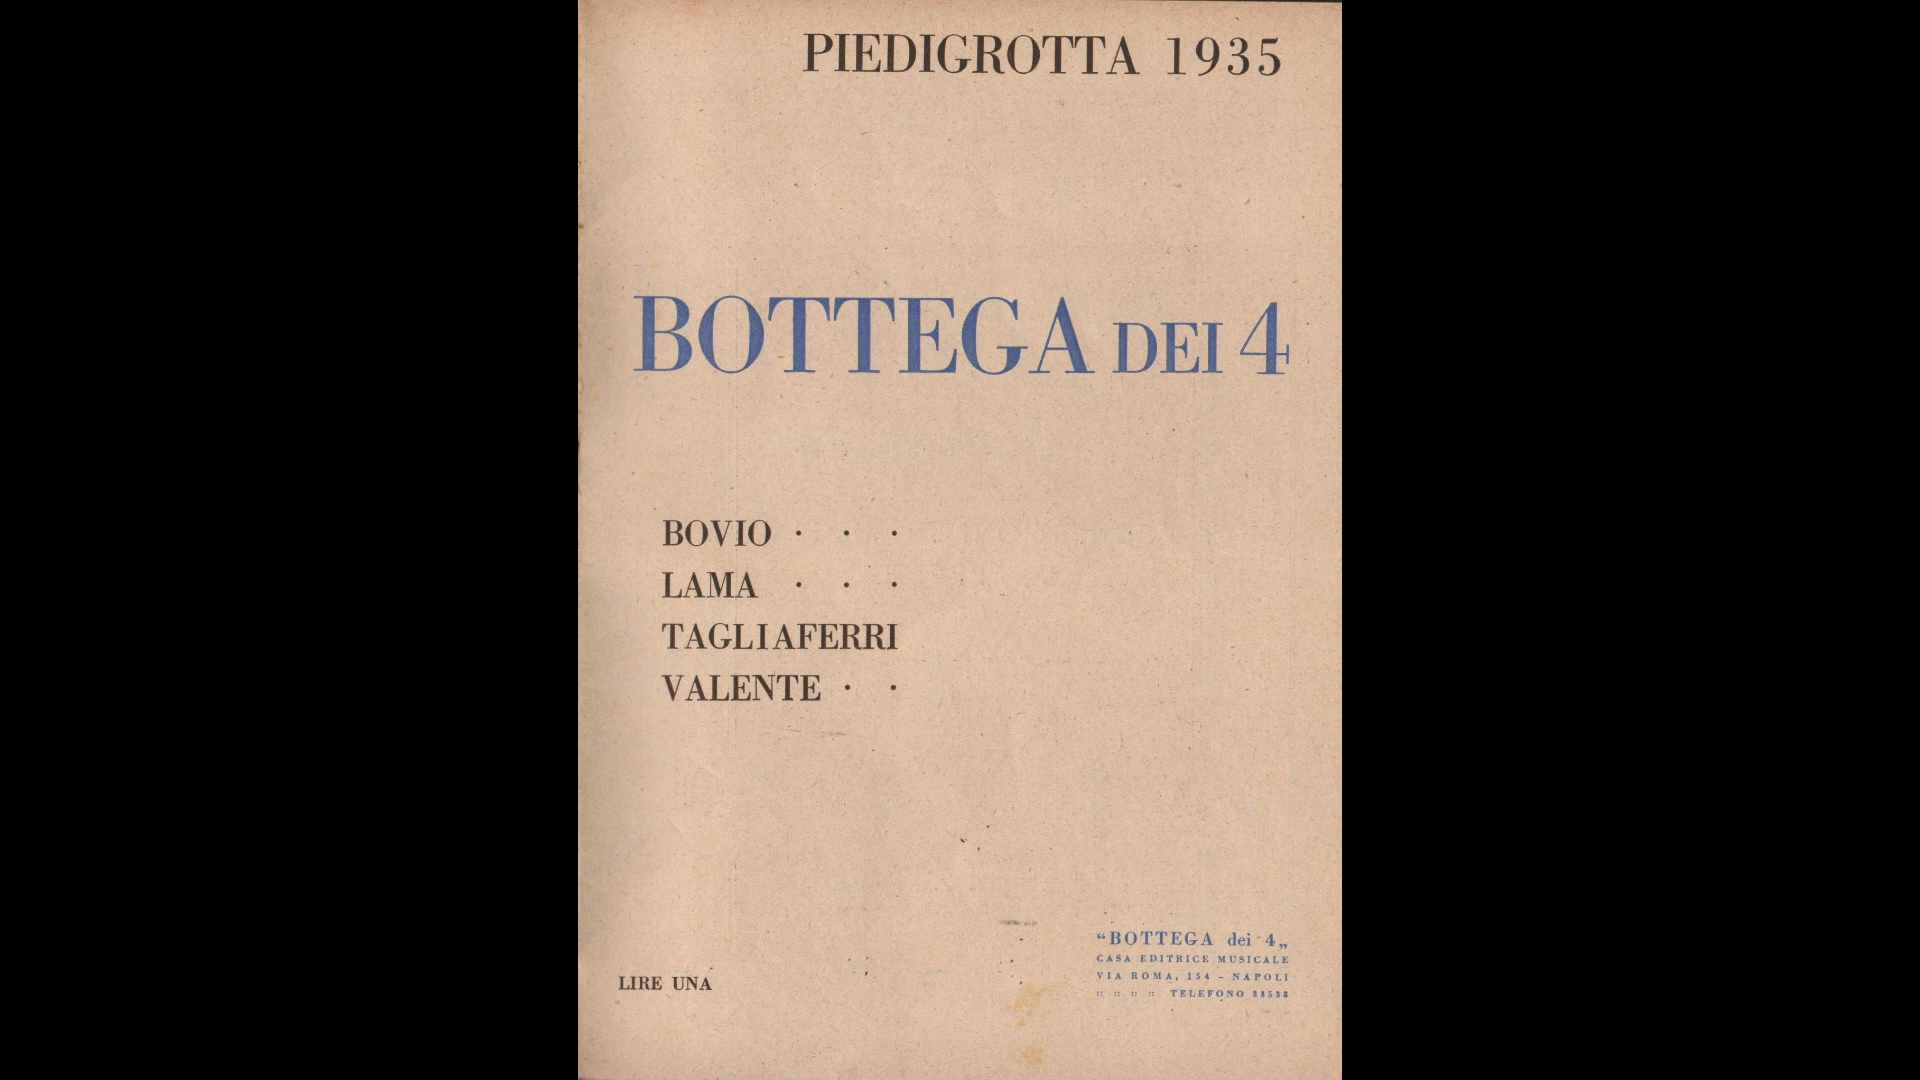 PIEDIGROTTA 1935
BOTTEGA DEI 4
BOVIO · · ·
LAMA · · ·
TAGLIAFERRI
VALENTE · ·
“BOTTEGA dei 4„
CASA EDITRICE MUSICALE
VIA ROMA, 154 - NAPOLI
:: :: :: :: TELEFONO 33538
LIRE UNA